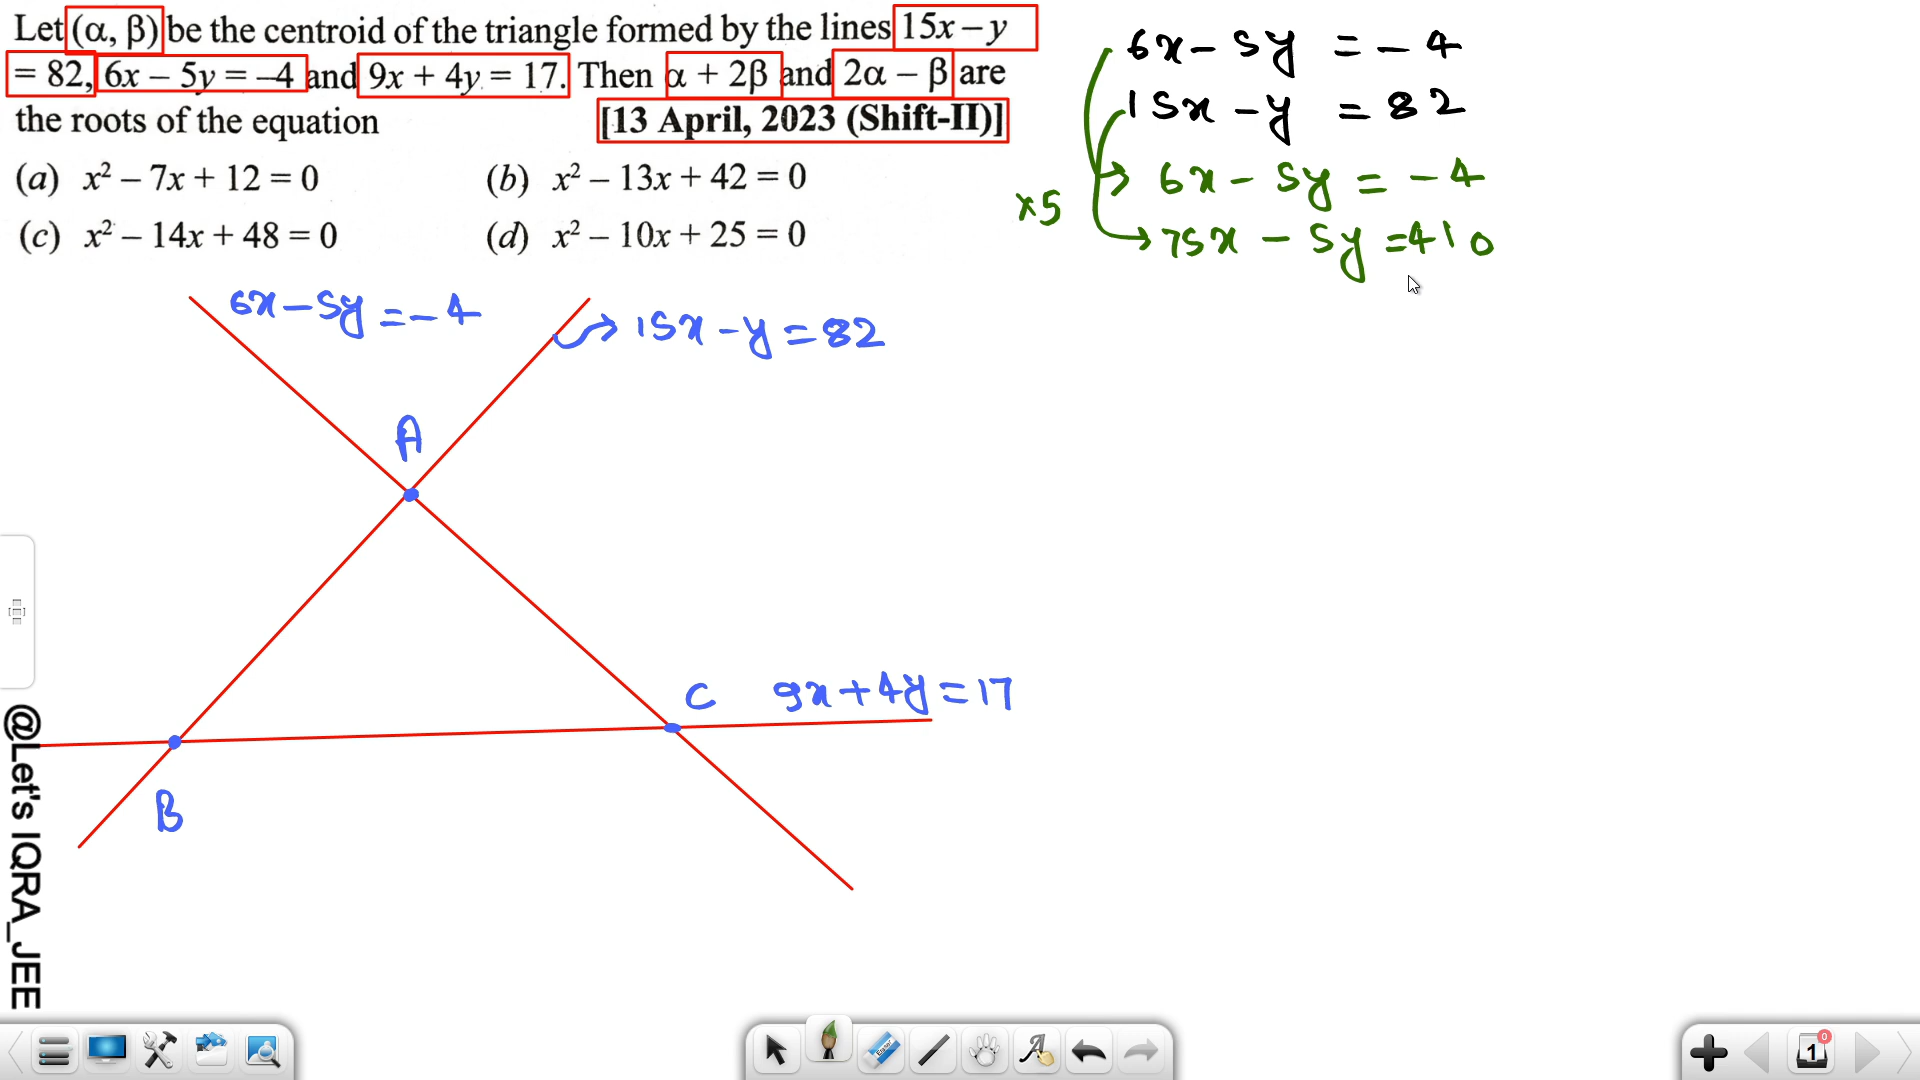 Let (α, β) be the centroid of the triangle formed by the lines 15x – y
= 82, 6x – 5y = –4 and 9x + 4y = 17. Then α + 2β and 2α – β are
the roots of the equation [13 April, 2023 (Shift-II)]
(a) x² – 7x + 12 = 0 (b) x² – 13x + 42 = 0
(c) x² – 14x + 48 = 0 (d) x² – 10x + 25 = 0
6x – 5y = – 4
15x – y = 82
6x – 5y = – 4
×5
75x – 5y = 410
6x – 5y = – 4
15x – y = 82
A
C 9x + 4y = 17
B
@Let's IQRA_JEE
Eraser
A
1
0